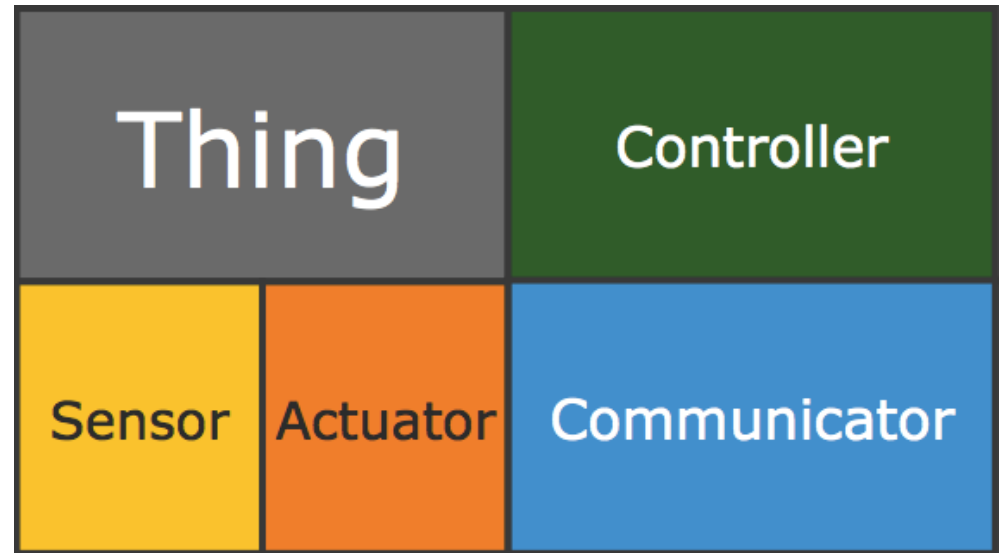 Thing
Controller
Sensor
Actuator
Communicator